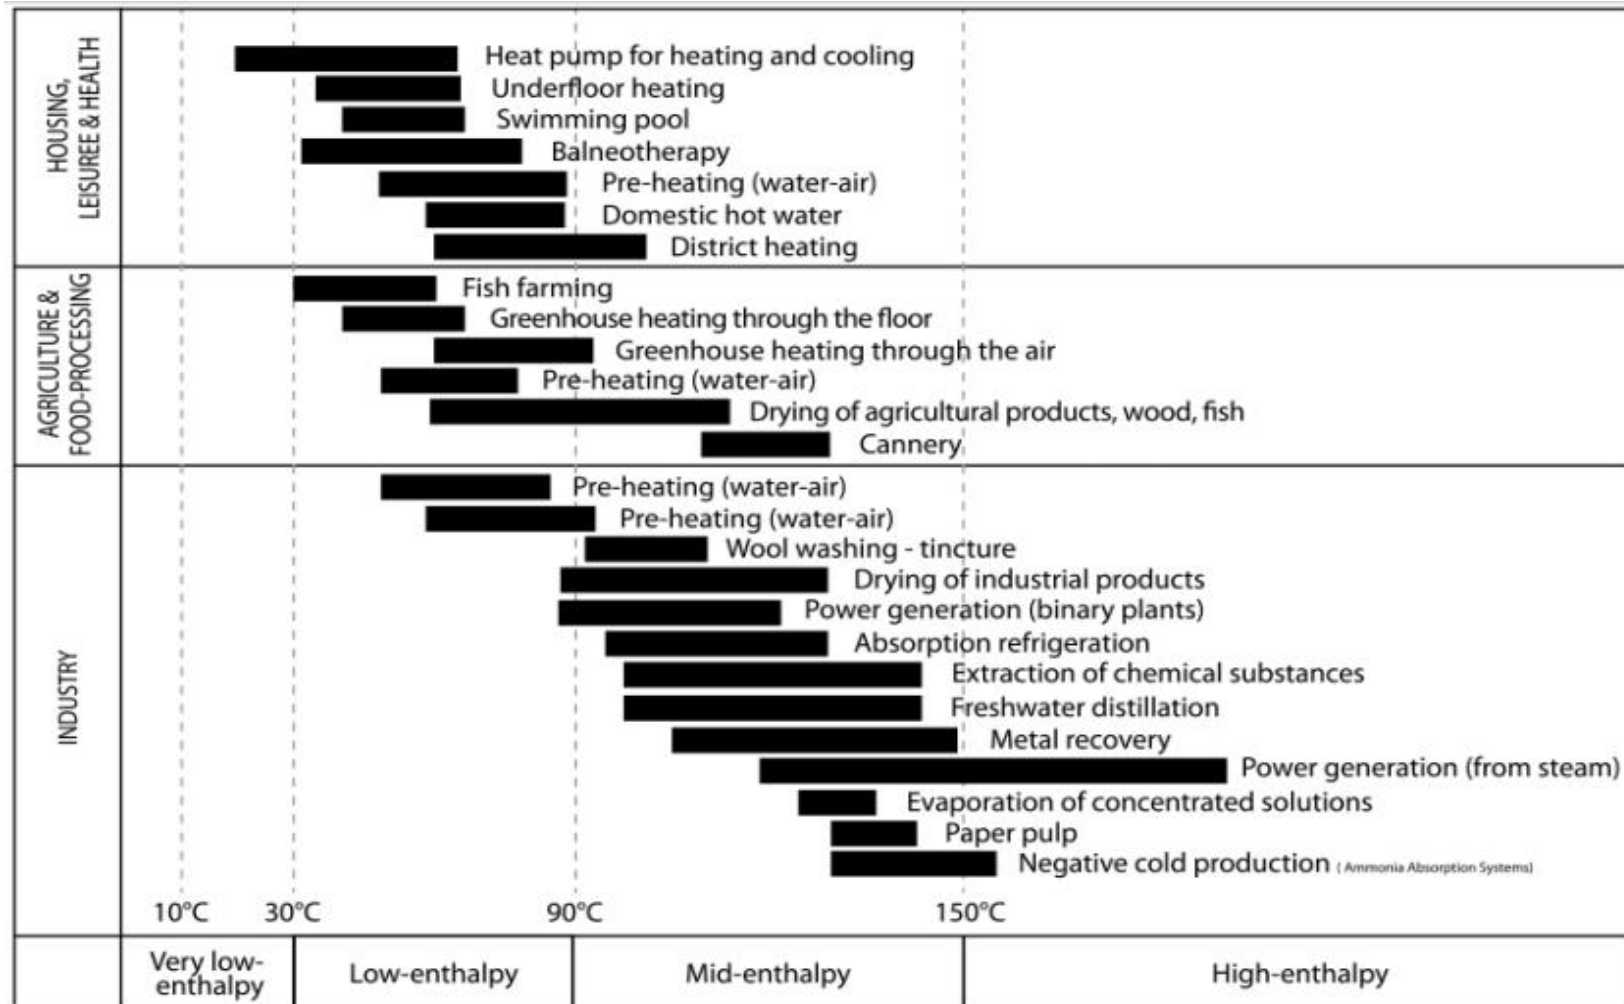 HOUSING,
LEISUREE & HEALTH
Heat pump for heating and cooling
Underfloor heating
Swimming pool
Balneotherapy
Pre-heating (water-air)
Domestic hot water
District heating
AGRICULTURE &
FOOD-PROCESSING
Fish farming
Greenhouse heating through the floor
Greenhouse heating through the air
Pre-heating (water-air)
Drying of agricultural products, wood, fish
Cannery
INDUSTRY
Pre-heating (water-air)
Pre-heating (water-air)
Wool washing - tincture
Drying of industrial products
Power generation (binary plants)
Absorption refrigeration
Extraction of chemical substances
Freshwater distillation
Metal recovery
Power generation (from steam)
Evaporation of concentrated solutions
Paper pulp
Negative cold production ( Ammonia Absorption Systems)
10°C 30°C 90°C 150°C
Very low-
enthalpy
Low-enthalpy
Mid-enthalpy
High-enthalpy